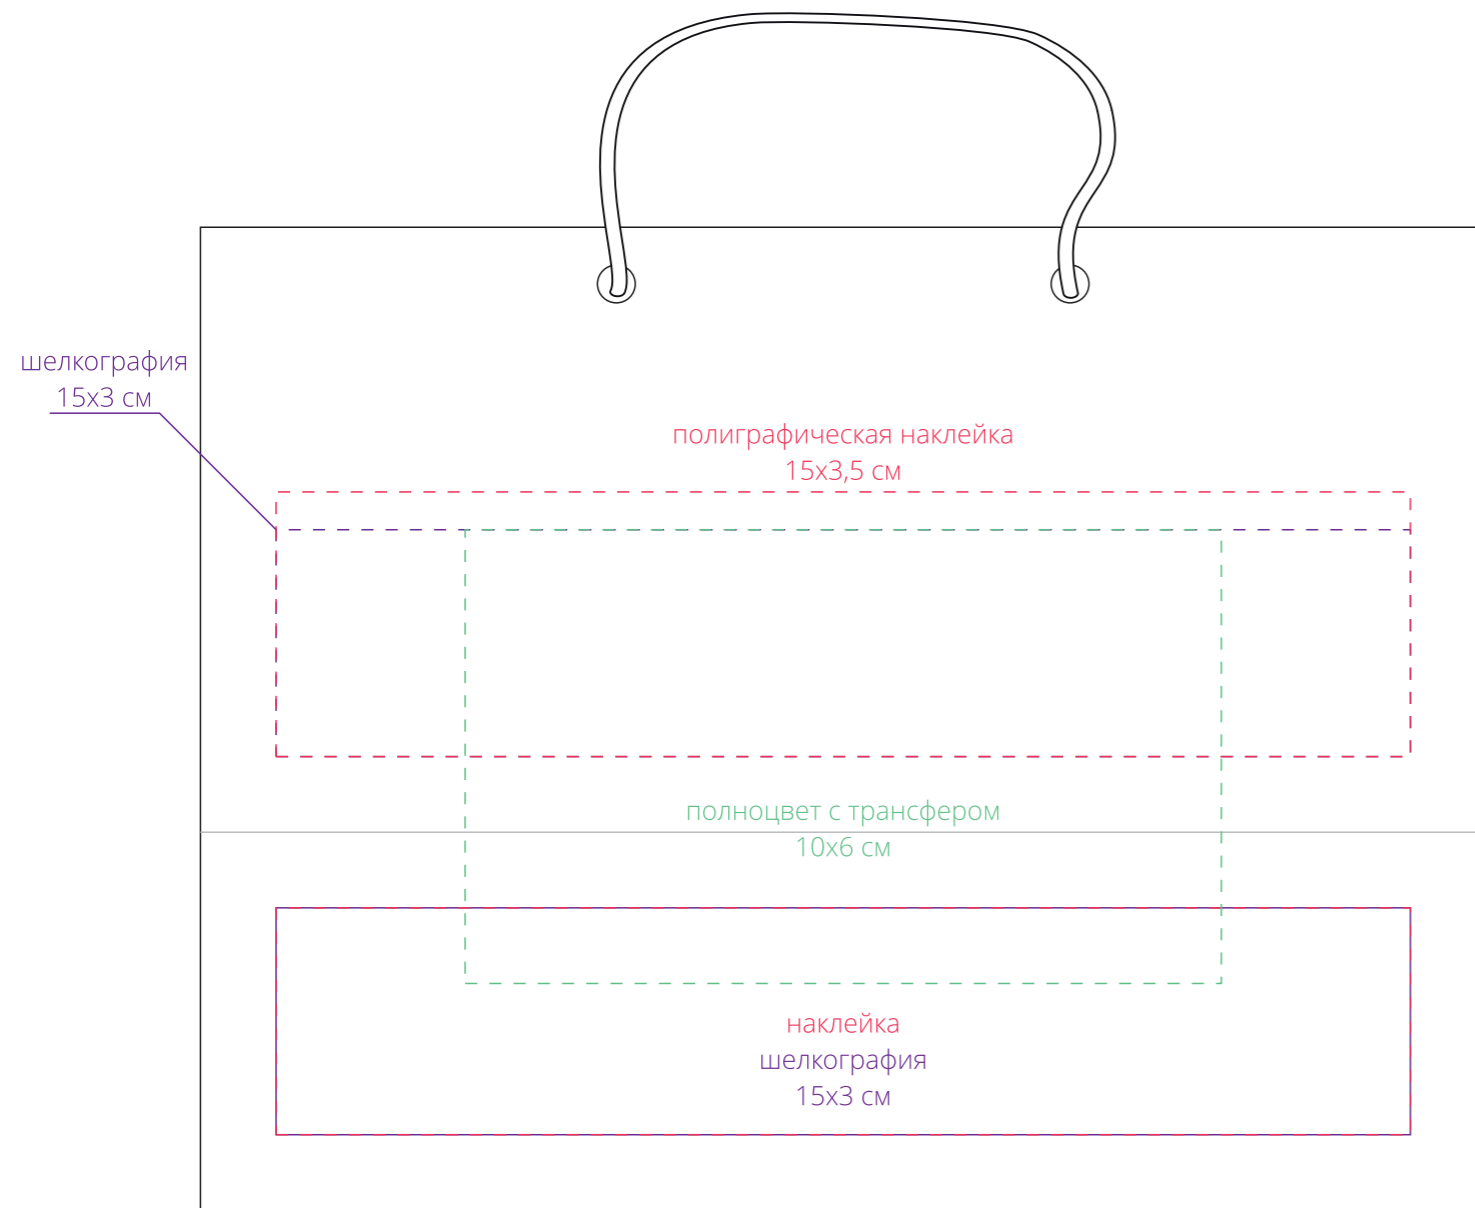 шелкография
15х3 см
полиграфическая наклейка
15х3,5 см
полноцвет с трансфером
10х6 см
наклейка
шелкография
15х3 см